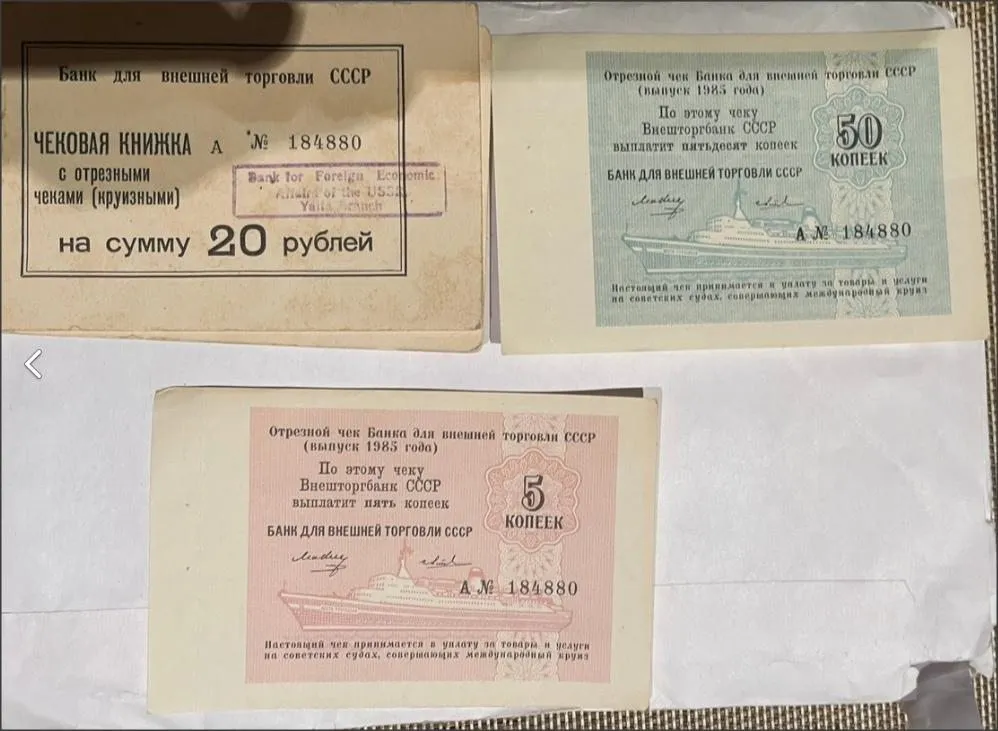 Банк для внешней торговли СССР
ЧЕКОВАЯ КНИЖКА А № 184880
с отрезными
чеками (круизными)
Bank for Foreign Economic
Affairs of the USSR
Yalta Branch
на сумму 20 рублей
Отрезной чек Банка для внешней торговли СССР
(выпуск 1985 года)
По этому чеку
Внешторгбанк СССР
выплатит пятьдесят копеек
50
КОПЕЕК
БАНК ДЛЯ ВНЕШНЕЙ ТОРГОВЛИ СССР
А № 184880
Настоящий чек принимается в уплату за товары и услуги
на советских судах, совершающих международный круиз
Отрезной чек Банка для внешней торговли СССР
(выпуск 1985 года)
По этому чеку
Внешторгбанк СССР
выплатит пять копеек
5
КОПЕЕК
БАНК ДЛЯ ВНЕШНЕЙ ТОРГОВЛИ СССР
А № 184880
Настоящий чек принимается в уплату за товары и услуги
на советских судах, совершающих международный круиз